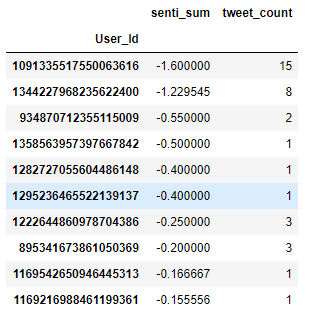 senti_sum tweet_count
User_Id
1091335517550063616 -1.600000 15
1344227968235622400 -1.229545 8
934870712355115009 -0.550000 2
1358563957397667842 -0.500000 1
1282727055604486148 -0.400000 1
1295236465522139137 -0.400000 1
1222644860978704386 -0.250000 3
895341673861050369 -0.200000 3
1169542650946445313 -0.166667 1
1169216988461199361 -0.155556 1